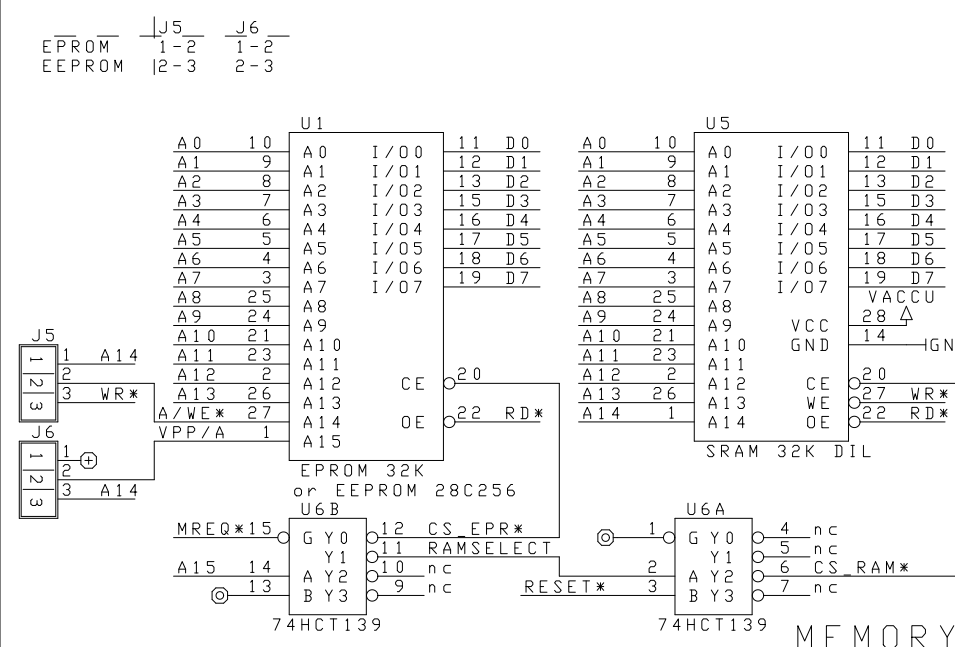 J5 J6
EPROM 1-2 1-2
EEPROM 2-3 2-3
U1
A0 10 A0 I/O0 11 D0
A1 9 A1 I/O1 12 D1
A2 8 A2 I/O2 13 D2
A3 7 A3 I/O3 15 D3
A4 6 A4 I/O4 16 D4
A5 5 A5 I/O5 17 D5
A6 4 A6 I/O6 18 D6
A7 3 A7 I/O7 19 D7
A8 25 A8
A9 24 A9
A10 21 A10
A11 23 A11
A12 2 A12 CE 20
A13 26 A13
A/WE* 27 A14 OE 22 RD*
VPP/A 1 A15
EPROM 32K
or EEPROM 28C256
J5
1 1 A14
2 2
3 3 WR*
J6
1 1 +
2 2
3 3 A14
U5
A0 10 A0 I/O0 11 D0
A1 9 A1 I/O1 12 D1
A2 8 A2 I/O2 13 D2
A3 7 A3 I/O3 15 D3
A4 6 A4 I/O4 16 D4
A5 5 A5 I/O5 17 D5
A6 4 A6 I/O6 18 D6
A7 3 A7 I/O7 19 D7
A8 25 A8 VACCU
A9 24 A9 VCC 28
A10 21 A10 GND 14 GN
A11 23 A11
A12 2 A12 CE 20
A13 26 A13 WE 27 WR*
A14 1 A14 OE 22 RD*
SRAM 32K DIL
U6B
MREQ* 15 G Y0 12 CS_EPR*
Y1 11 RAMSELECT
A15 14 A Y2 10 nc
13 B Y3 9 nc
74HCT139
U6A
1 G Y0 4 nc
Y1 5 nc
2 A Y2 6 CS_RAM*
RESET* 3 B Y3 7 nc
74HCT139
MEMORY